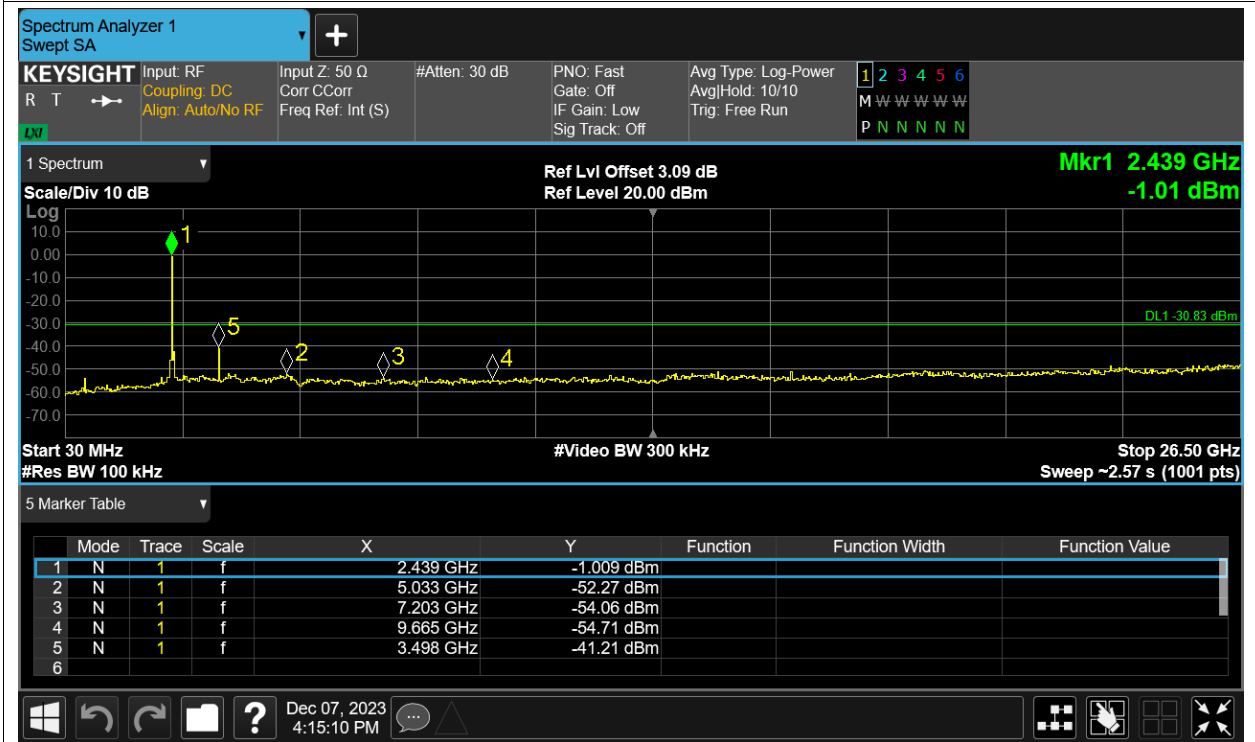 Spectrum Analyzer 1
Swept SA
+
KEYSIGHT
R T
LXI
Input: RF
Coupling: DC
Align: Auto/No RF
Input Z: 50 Ω
Corr CCorr
Freq Ref: Int (S)
#Atten: 30 dB
PNO: Fast
Gate: Off
IF Gain: Low
Sig Track: Off
Avg Type: Log-Power
Avg|Hold: 10/10
Trig: Free Run
1 2 3 4 5 6
M W W W W W
P N N N N N
1 Spectrum
Scale/Div 10 dB
Ref Lvl Offset 3.09 dB
Ref Level 20.00 dBm
Mkr1 2.439 GHz
-1.01 dBm
Log
10.0
0.00
-10.0
-20.0
-30.0
-40.0
-50.0
-60.0
-70.0
1
5
2
3
4
DL1 -30.83 dBm
Start 30 MHz
#Res BW 100 kHz
#Video BW 300 kHz
Stop 26.50 GHz
Sweep ~2.57 s (1001 pts)
5 Marker Table
Mode Trace Scale X Y Function Function Width Function Value
1 N 1 f 2.439 GHz -1.009 dBm
2 N 1 f 5.033 GHz -52.27 dBm
3 N 1 f 7.203 GHz -54.06 dBm
4 N 1 f 9.665 GHz -54.71 dBm
5 N 1 f 3.498 GHz -41.21 dBm
6
?
Dec 07, 2023
4:15:10 PM